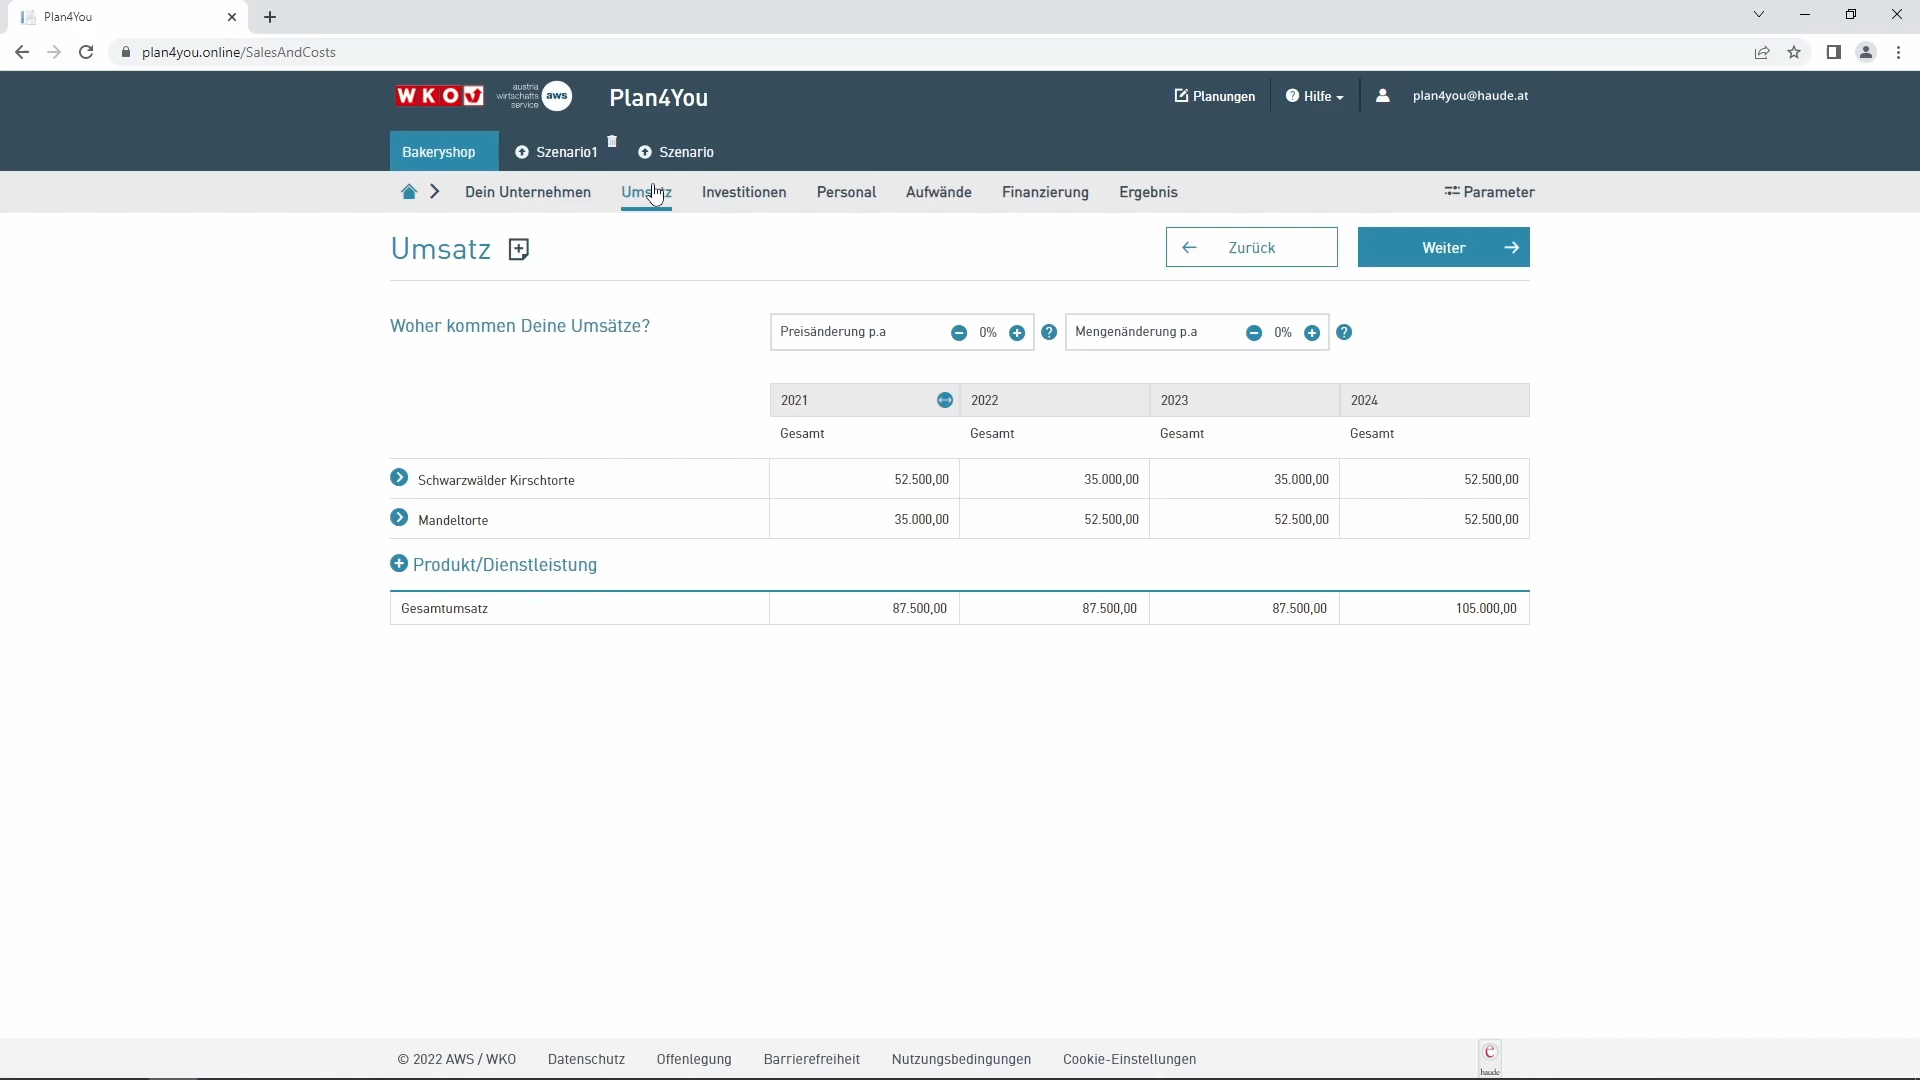 Plan4You
plan4you.online/SalesAndCosts
WKO austria wirtschafts service aws Plan4You Planungen Hilfe plan4you@haude.at
Bakeryshop Szenario1 Szenario
Dein Unternehmen Umsatz Investitionen Personal Aufwände Finanzierung Ergebnis Parameter
Umsatz Zurück Weiter
Woher kommen Deine Umsätze? Preisänderung p.a 0% ? Mengenänderung p.a 0% ?
2021 2022 2023 2024
Gesamt Gesamt Gesamt Gesamt
Schwarzwälder Kirschtorte 52.500,00 35.000,00 35.000,00 52.500,00
Mandeltorte 35.000,00 52.500,00 52.500,00 52.500,00
Produkt/Dienstleistung
Gesamtumsatz 87.500,00 87.500,00 87.500,00 105.000,00
© 2022 AWS / WKO Datenschutz Offenlegung Barrierefreiheit Nutzungsbedingungen Cookie-Einstellungen e haude